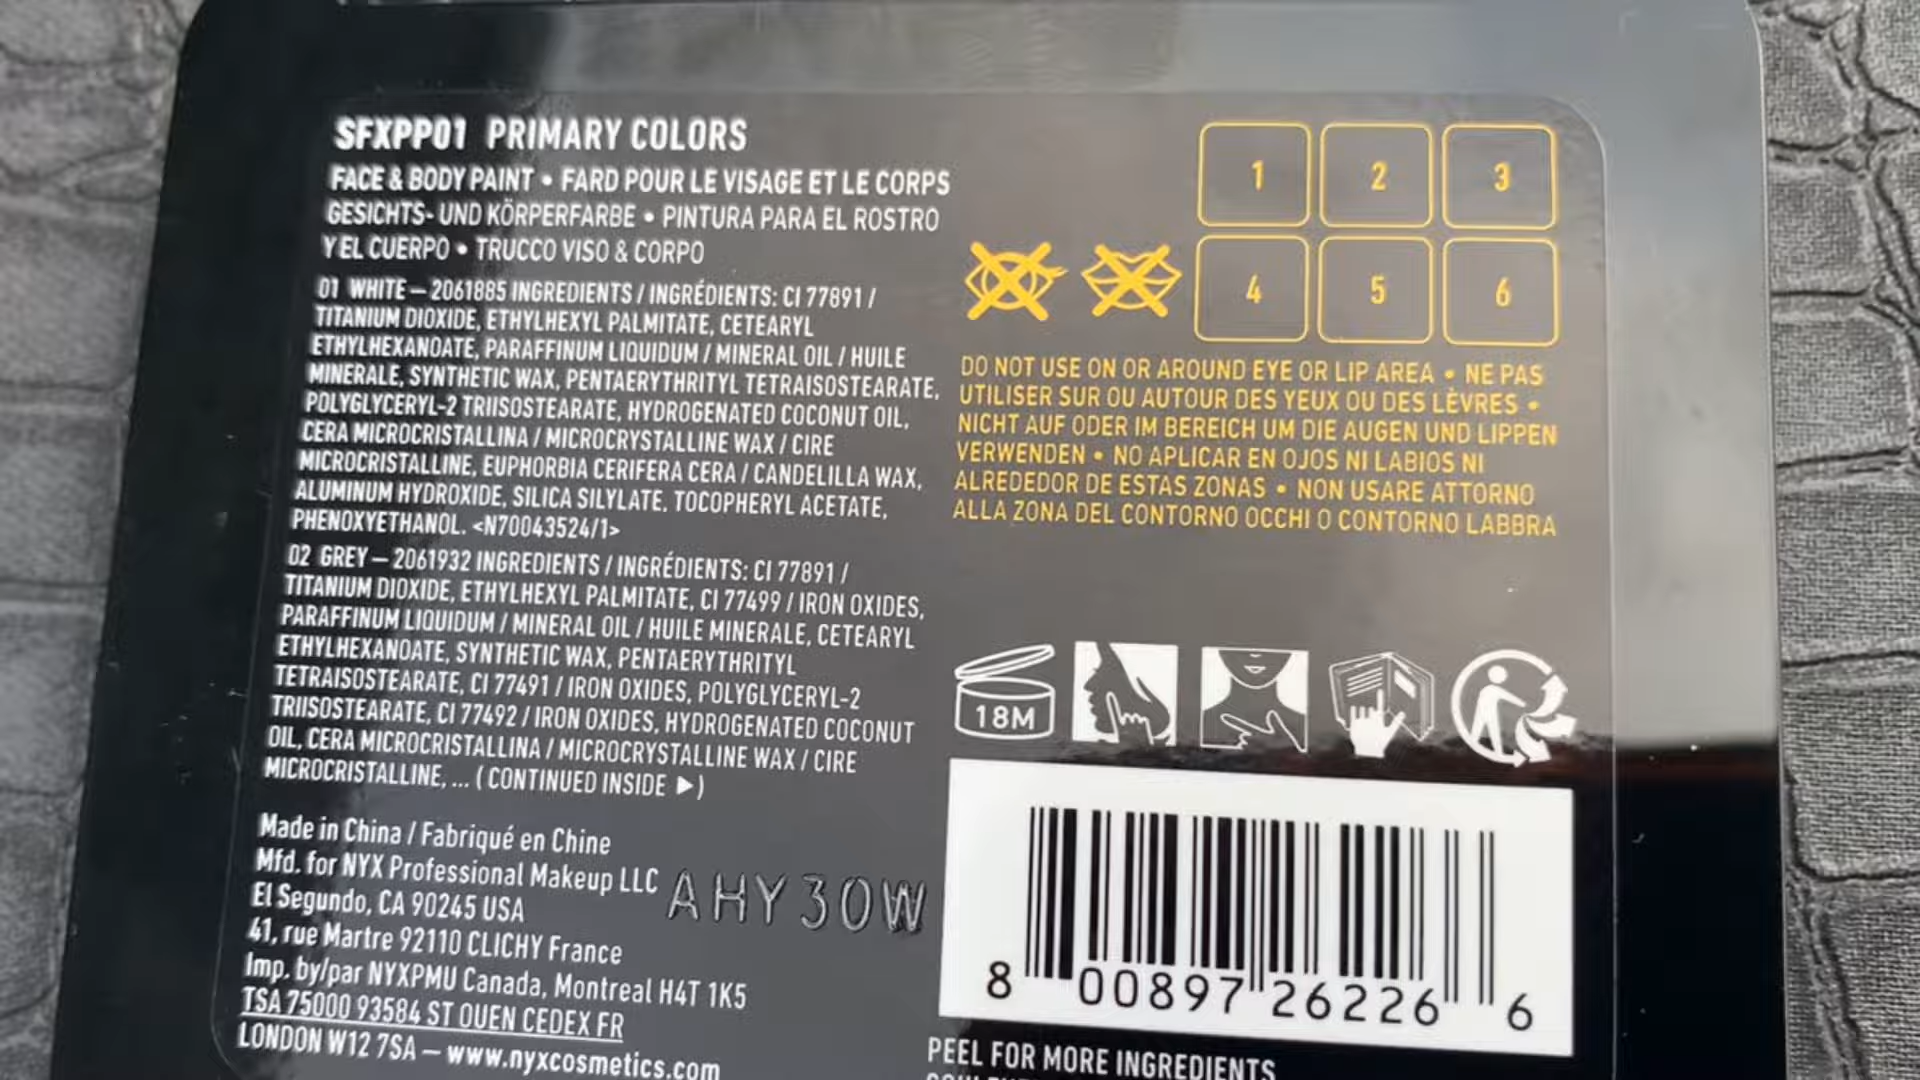 SFXPP01 PRIMARY COLORS
FACE & BODY PAINT • FARD POUR LE VISAGE ET LE CORPS
GESICHTS- UND KÖRPERFARBE • PINTURA PARA EL ROSTRO
Y EL CUERPO • TRUCCO VISO & CORPO
01 WHITE – 2061885 INGREDIENTS / INGRÉDIENTS: CI 77891 /
TITANIUM DIOXIDE, ETHYLHEXYL PALMITATE, CETEARYL
ETHYLHEXANOATE, PARAFFINUM LIQUIDUM / MINERAL OIL / HUILE
MINERALE, SYNTHETIC WAX, PENTAERYTHRITYL TETRAISOSTEARATE,
POLYGLYCERYL-2 TRIISOSTEARATE, HYDROGENATED COCONUT OIL,
CERA MICROCRISTALLINA / MICROCRYSTALLINE WAX / CIRE
MICROCRISTALLINE, EUPHORBIA CERIFERA CERA / CANDELILLA WAX,
ALUMINUM HYDROXIDE, SILICA SILYLATE, TOCOPHERYL ACETATE,
PHENOXYETHANOL. <N70043524/1>
02 GREY – 2061932 INGREDIENTS / INGRÉDIENTS: CI 77891 /
TITANIUM DIOXIDE, ETHYLHEXYL PALMITATE, CI 77499 / IRON OXIDES,
PARAFFINUM LIQUIDUM / MINERAL OIL / HUILE MINERALE, CETEARYL
ETHYLHEXANOATE, SYNTHETIC WAX, PENTAERYTHRITYL
TETRAISOSTEARATE, CI 77491 / IRON OXIDES, POLYGLYCERYL-2
TRIISOSTEARATE, CI 77492 / IRON OXIDES, HYDROGENATED COCONUT
OIL, CERA MICROCRISTALLINA / MICROCRYSTALLINE WAX / CIRE
MICROCRISTALLINE, ... ( CONTINUED INSIDE ▶ )
Made in China / Fabriqué en Chine
Mfd. for NYX Professional Makeup LLC
El Segundo, CA 90245 USA
41, rue Martre 92110 CLICHY France
Imp. by/par NYXPMU Canada, Montreal H4T 1K5
TSA 75000 93584 ST OUEN CEDEX FR
LONDON W12 7SA – www.nyxcosmetics.com
AHY30W
1 2 3
4 5 6
DO NOT USE ON OR AROUND EYE OR LIP AREA • NE PAS
UTILISER SUR OU AUTOUR DES YEUX OU DES LÈVRES •
NICHT AUF ODER IM BEREICH UM DIE AUGEN UND LIPPEN
VERWENDEN • NO APLICAR EN OJOS NI LABIOS NI
ALREDEDOR DE ESTAS ZONAS • NON USARE ATTORNO
ALLA ZONA DEL CONTORNO OCCHI O CONTORNO LABBRA
18M
8 00897 26226 6
PEEL FOR MORE INGREDIENTS